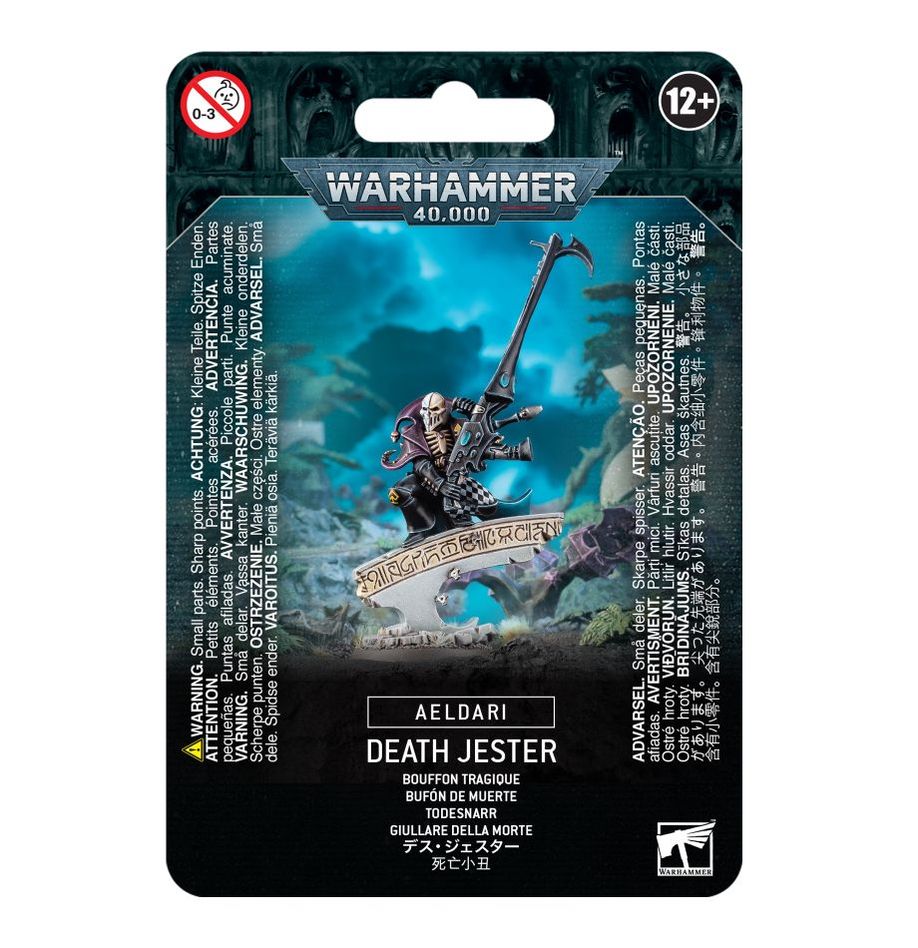 0-3
12+
WARHAMMER
40,000
™
⚠WARNING. Small parts. Sharp points. ACHTUNG: Kleine Teile. Spitze Enden.
ATTENTION. Petits éléments. Pointes acérées. ADVERTENCIA. Partes
pequeñas. Puntas afiladas. AVVERTENZA. Piccole parti. Punte acuminate.
VARNING. Små delar. Vassa kanter. WAARSCHUWING. Kleine onderdelen.
Scherpe punten. OSTRZEŻENIE. Małe części. Ostre elementy. ADVARSEL. Små
dele. Spidse ender. VAROITUS. Pieniä osia. Teräviä kärkiä.
ADVARSEL. Små deler. Skarpe spisser. ATENÇÃO. Peças pequenas. Pontas
afiadas. AVERTISMENT. Părți mici. Vârfuri ascuțite. UPOZORNĚNÍ. Malé části.
Ostré hroty. VIÐVÖRUN. Litlir hlutir. Hvassir oddar. UPOZORNENIE. Malé časti.
Ostré hroty. BRĪDINĀJUMS. Sīkas detaļas. Asas šķautnes. 警告。小さな部品
があります。尖った先端があります。警告。内含细小零件。锋利物件。警告。
含有小零件。含有尖銳部分。
AELDARI
DEATH JESTER
BOUFFON TRAGIQUE
BUFÓN DE MUERTE
TODESNARR
GIULLARE DELLA MORTE
デス・ジェスター
死亡小丑
WARHAMMER